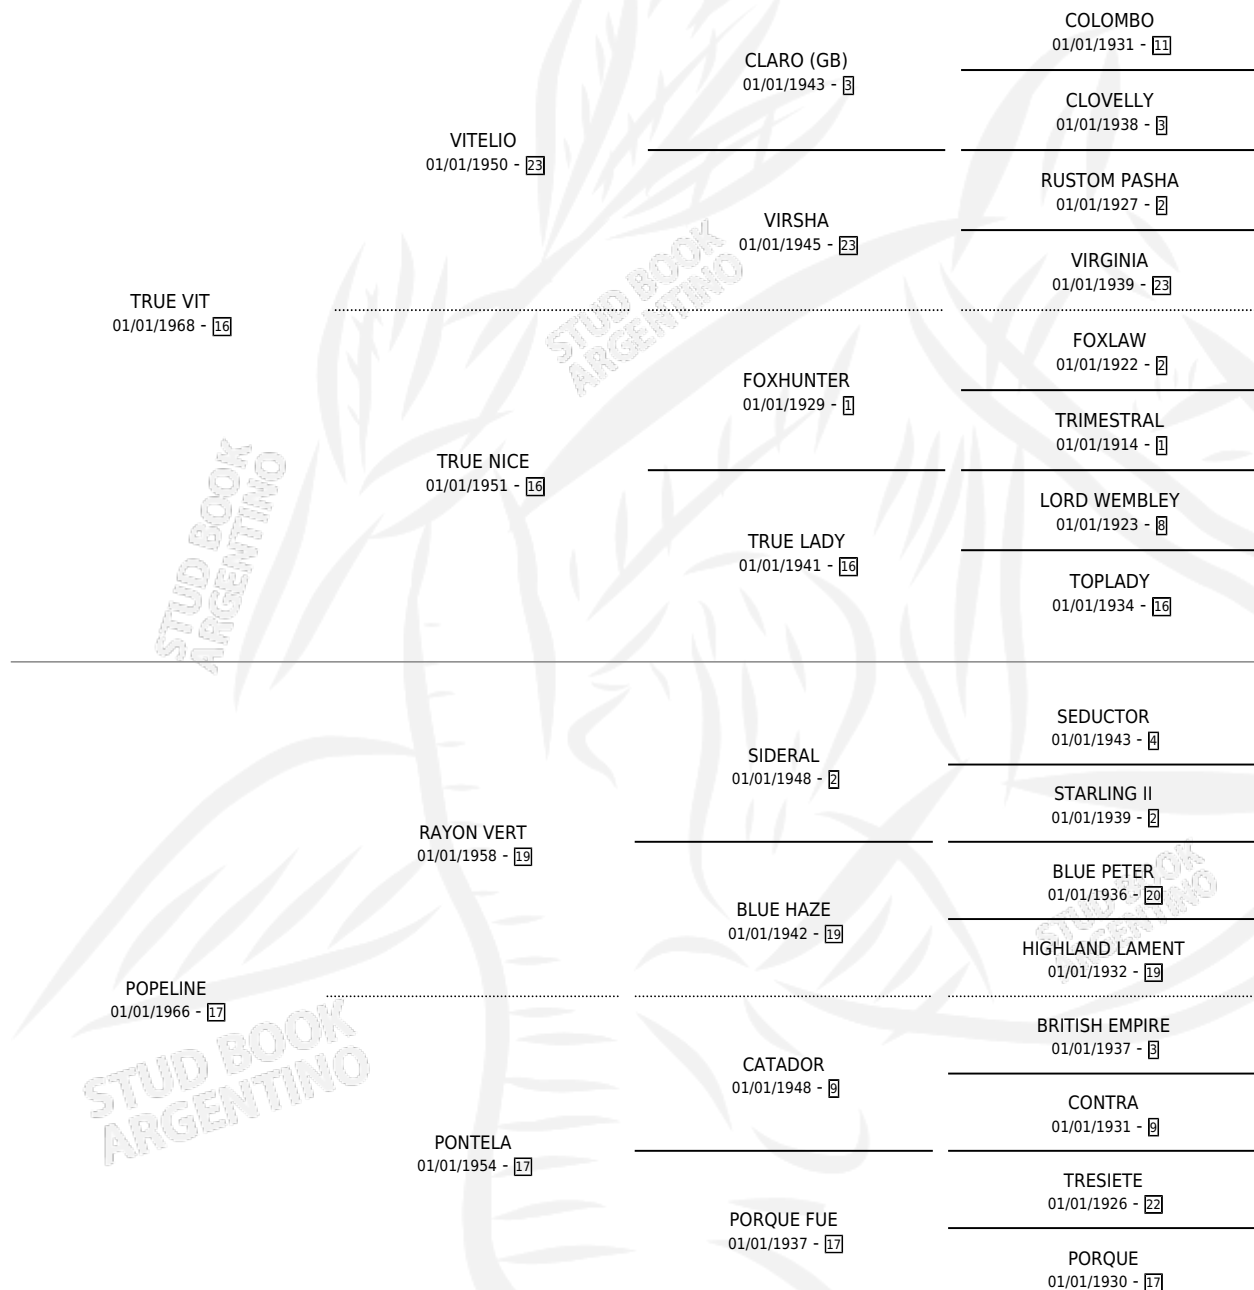 COLOMBO
01/01/1931 - 11
CLARO (GB)
01/01/1943 - 3
CLOVELLY
01/01/1938 - 3
VITELIO
01/01/1950 - 23
RUSTOM PASHA
01/01/1927 - 2
VIRSHA
01/01/1945 - 23
VIRGINIA
01/01/1939 - 23
TRUE VIT
01/01/1968 - 16
FOXLAW
01/01/1922 - 2
FOXHUNTER
01/01/1929 - 1
TRIMESTRAL
01/01/1914 - 1
TRUE NICE
01/01/1951 - 16
LORD WEMBLEY
01/01/1923 - 8
TRUE LADY
01/01/1941 - 16
TOPLADY
01/01/1934 - 16
STUD BOOK
ARGENTINO
STUD BOOK
ARGENTINO
SEDUCTOR
01/01/1943 - 4
SIDERAL
01/01/1948 - 2
STARLING II
01/01/1939 - 2
RAYON VERT
01/01/1958 - 19
BLUE PETER
01/01/1936 - 20
BLUE HAZE
01/01/1942 - 19
HIGHLAND LAMENT
01/01/1932 - 19
STUD BOOK
ARGENTINO
POPELINE
01/01/1966 - 17
BRITISH EMPIRE
01/01/1937 - 3
CATADOR
01/01/1948 - 9
CONTRA
01/01/1931 - 9
STUD BOOK
ARGENTINO
PONTELA
01/01/1954 - 17
TRESIETE
01/01/1926 - 22
PORQUE FUE
01/01/1937 - 17
PORQUE
01/01/1930 - 17